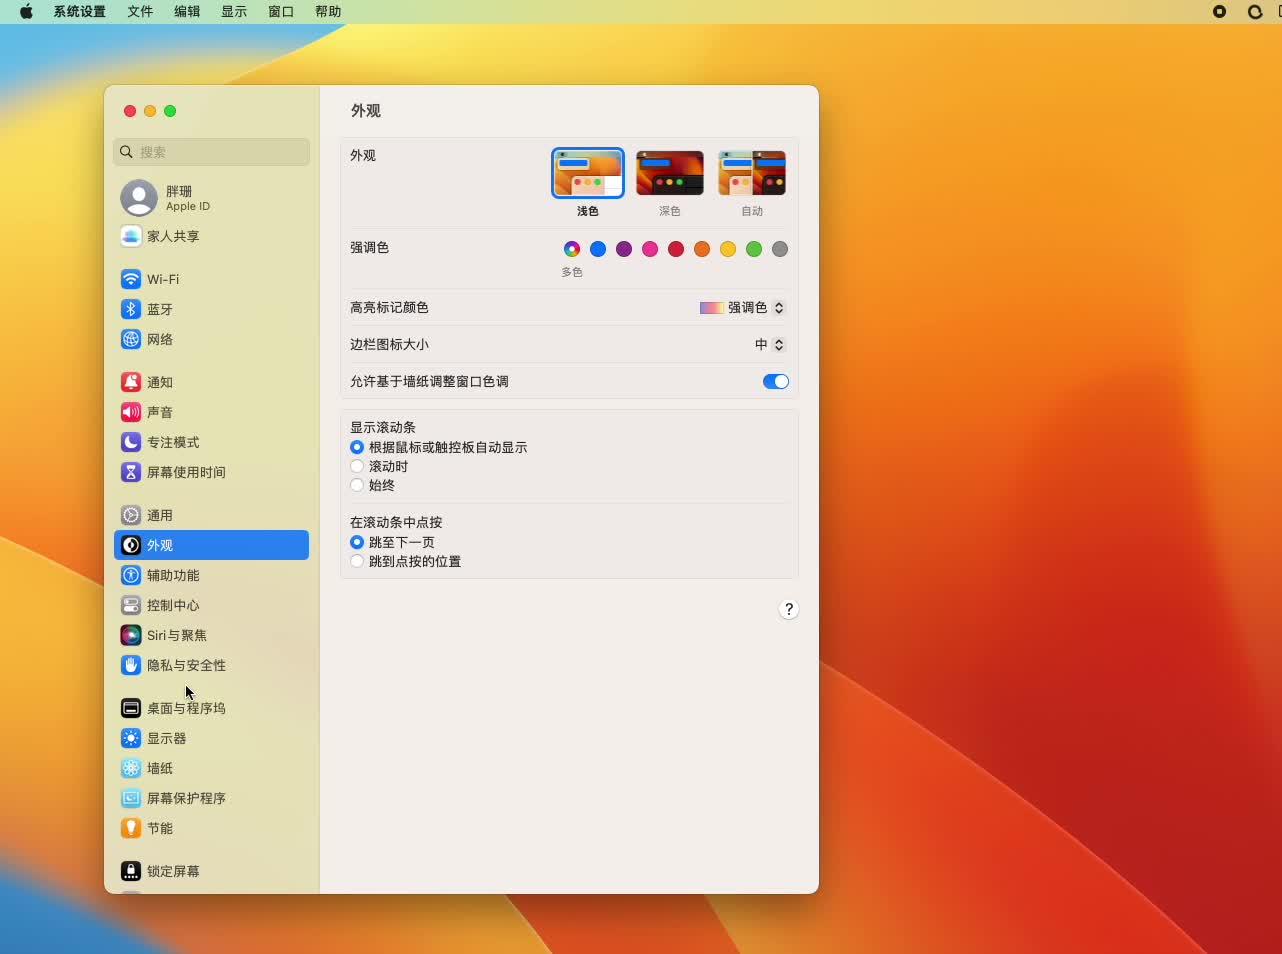 系统设置 文件 编辑 显示 窗口 帮助
外观
搜索
胖珊
Apple ID
家人共享
Wi-Fi
蓝牙
网络
通知
声音
专注模式
屏幕使用时间
通用
外观
辅助功能
控制中心
Siri与聚焦
隐私与安全性
桌面与程序坞
显示器
墙纸
屏幕保护程序
节能
锁定屏幕
外观
浅色 深色 自动
强调色
多色
高亮标记颜色 强调色
边栏图标大小 中
允许基于墙纸调整窗口色调
显示滚动条
根据鼠标或触控板自动显示
滚动时
始终
在滚动条中点按
跳至下一页
跳到点按的位置
?